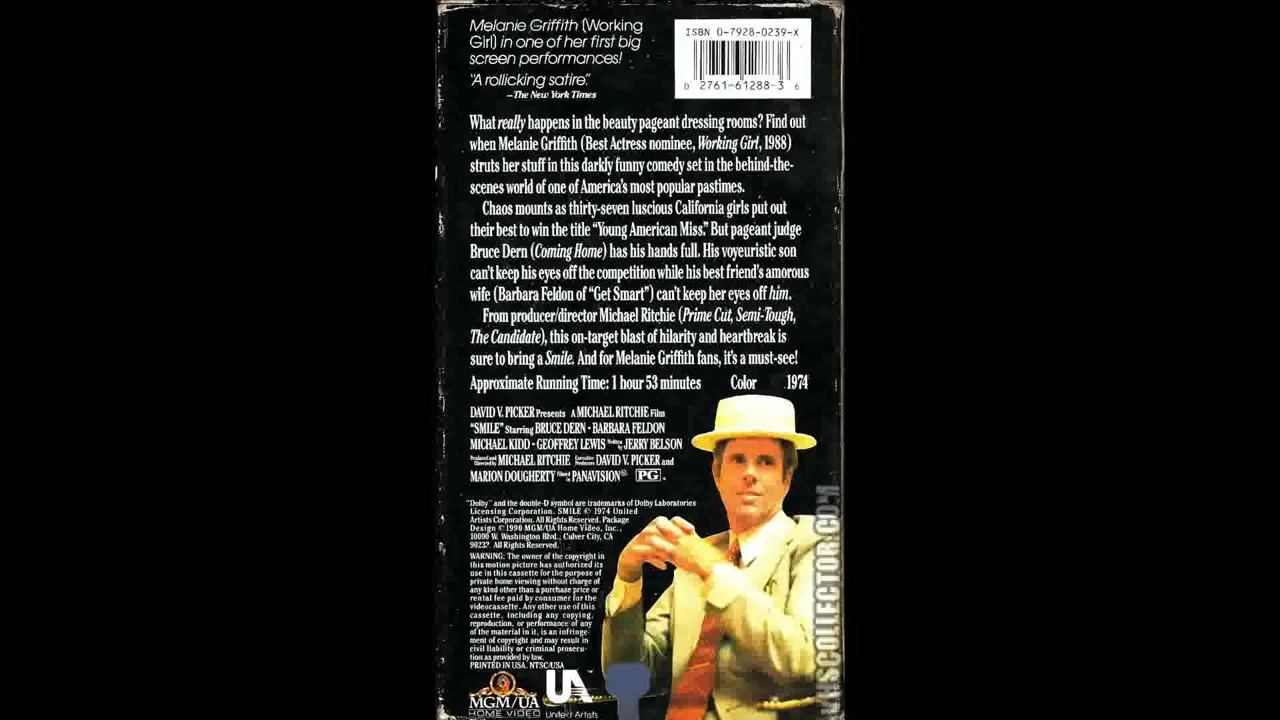 Melanie Griffith (Working
Girl) in one of her first big
screen performances!
"A rollicking satire."
—The New York Times
ISBN 0-7928-0239-X
0 2761-61288-3 6
What really happens in the beauty pageant dressing rooms? Find out
when Melanie Griffith (Best Actress nominee, Working Girl, 1988)
struts her stuff in this darkly funny comedy set in the behind-the-
scenes world of one of America's most popular pastimes.
Chaos mounts as thirty-seven luscious California girls put out
their best to win the title "Young American Miss." But pageant judge
Bruce Dern (Coming Home) has his hands full. His voyeuristic son
can't keep his eyes off the competition while his best friend's amorous
wife (Barbara Feldon of "Get Smart") can't keep her eyes off him.
From producer/director Michael Ritchie (Prime Cut, Semi-Tough,
The Candidate), this on-target blast of hilarity and heartbreak is
sure to bring a Smile. And for Melanie Griffith fans, it's a must-see!
Approximate Running Time: 1 hour 53 minutes Color 1974
DAVID V. PICKER Presents A MICHAEL RITCHIE Film
"SMILE" Starring BRUCE DERN · BARBARA FELDON
MICHAEL KIDD · GEOFFREY LEWIS Written by JERRY BELSON
Produced and Directed by MICHAEL RITCHIE Executive Producers DAVID V. PICKER and
MARION DOUGHERTY Filmed in PANAVISION® PG
"Dolby" and the double-D symbol are trademarks of Dolby Laboratories
Licensing Corporation. SMILE © 1974 United
Artists Corporation. All Rights Reserved. Package
Design © 1990 MGM/UA Home Video, Inc.,
10000 W. Washington Blvd., Culver City, CA
90232. All Rights Reserved.
WARNING: The owner of the copyright in
this motion picture has authorized its
use in this cassette for the purpose of
private home viewing without charge of
any kind other than a purchase price or
rental fee paid by consumer for the
videocassette. Any other use of this
cassette, including any copying,
reproduction, or performance of any
of the material in it, is an infringe-
ment of copyright and may result in
civil liability or criminal prosecu-
tion as provided by law.
PRINTED IN USA. NTSC/USA
MGM/UA
HOME VIDEO
UA
United Artists
VHSCOLLECTOR.COM